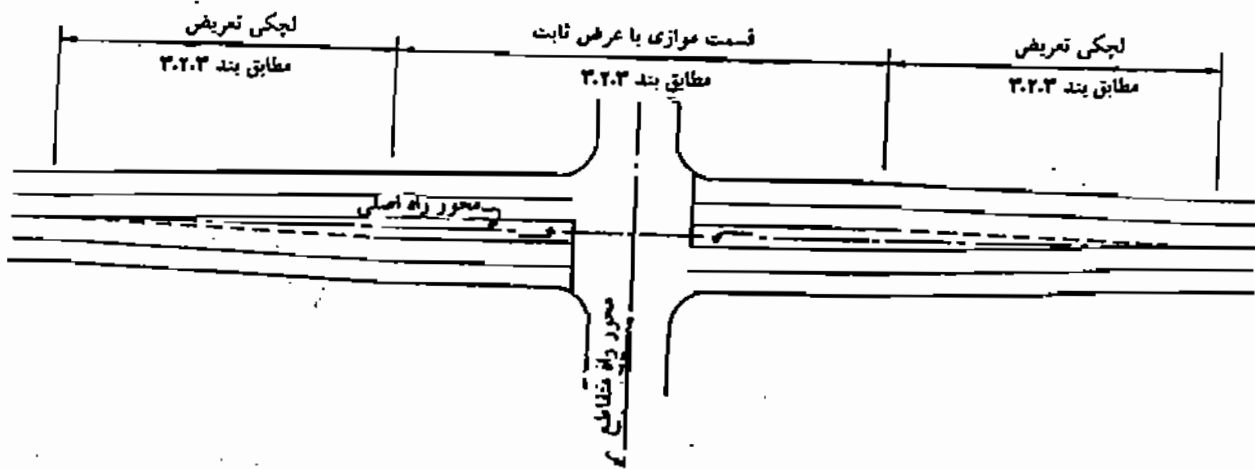 لچکی تعریض
مطابق بند ۳.۲.۳
قسمت موازی با عرض ثابت
مطابق بند ۳.۲.۳
لچکی تعریض
مطابق بند ۳.۲.۳
محور راه اصلی
محور راه متقاطع